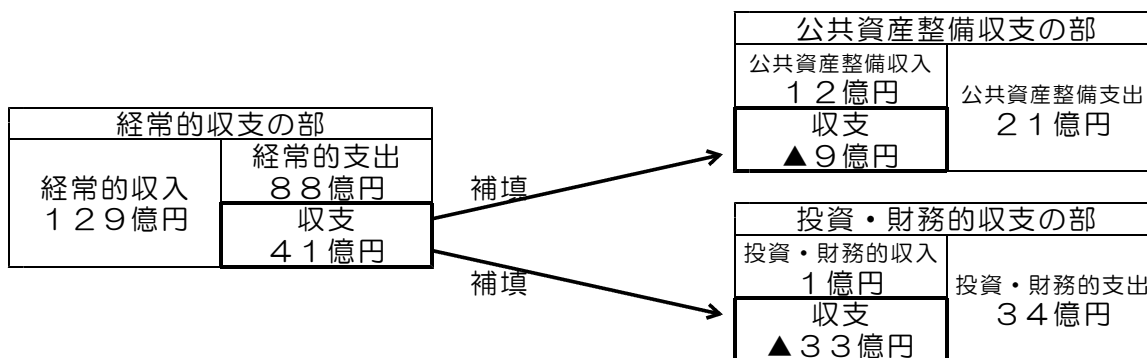 経常的収支の部
経常的収入
１２９億円
経常的支出
８８億円
収支
４１億円
補填
補填
公共資産整備収支の部
公共資産整備収入
１２億円
収支
▲９億円
公共資産整備支出
２１億円
投資・財務的収支の部
投資・財務的収入
１億円
収支
▲３３億円
投資・財務的支出
３４億円